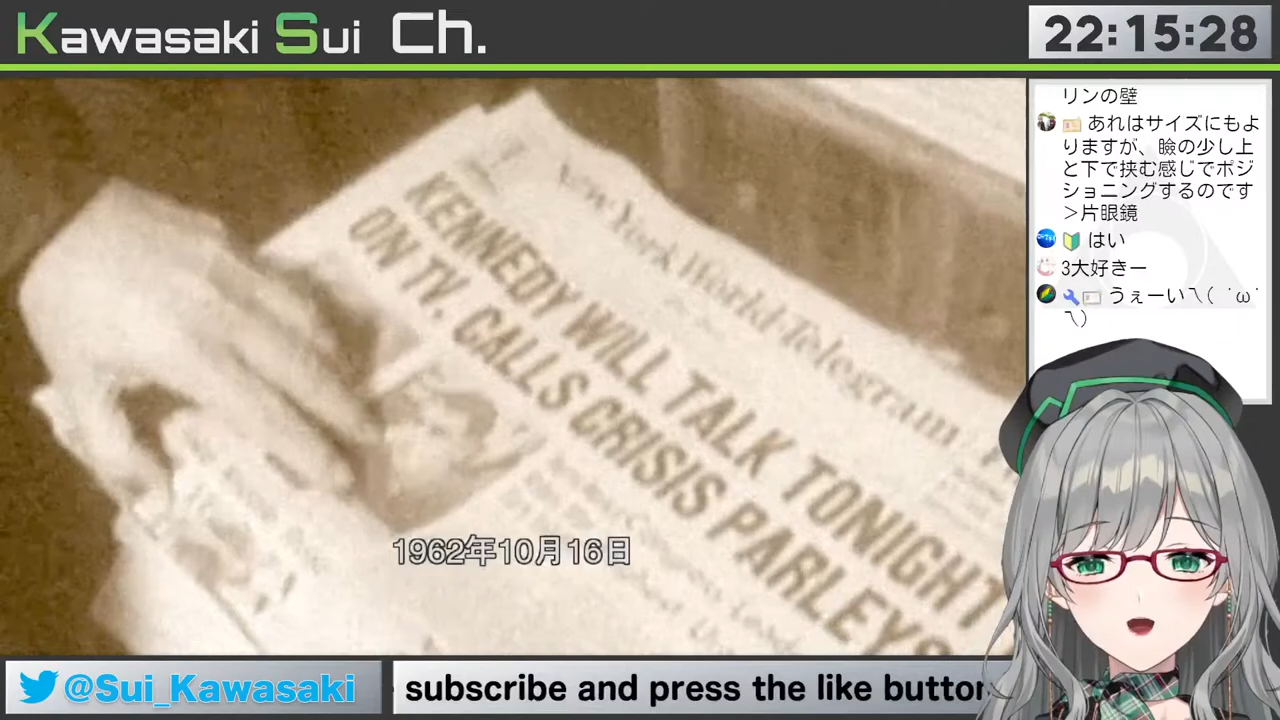 Kawasaki Sui Ch.
22:15:28
New York World-Telegram
KENNEDY WILL TALK TONIGHT
ON TV, CALLS CRISIS PARLEYS
1962年10月16日
リンの壁
あれはサイズにもよ
りますが、瞼の少し上
と下で挟む感じでポジ
ショニングするのです
＞片眼鏡
はい
3大好きー
うぇーい
@Sui_Kawasaki
subscribe and press the like button